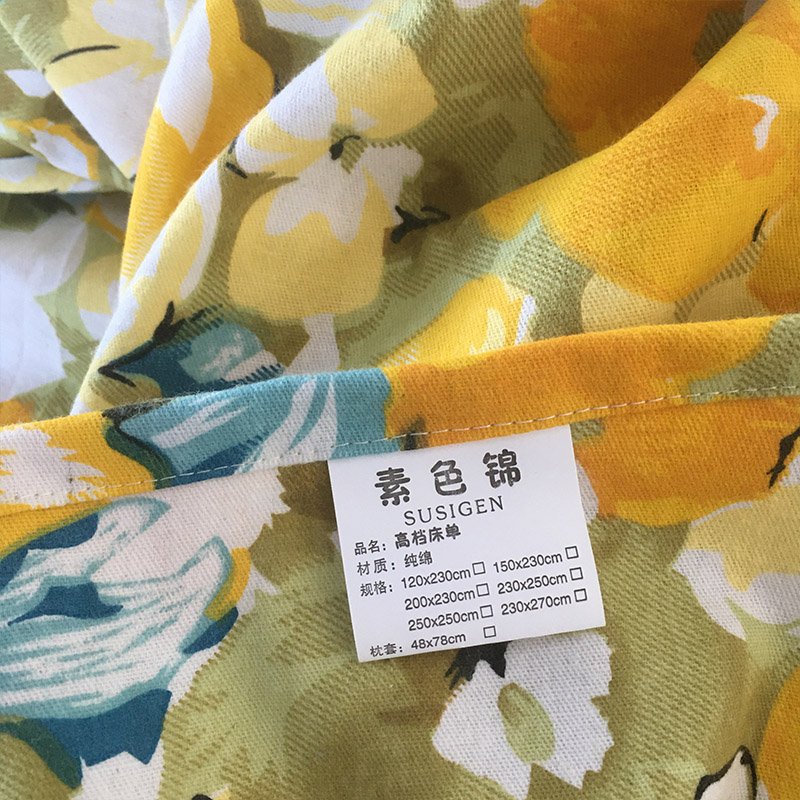 素色锦
SUSIGEN
品名：高档床单
材质：纯绵
规格：120x230cm□ 150x230cm□
200x230cm□ 230x250cm□
250x250cm□ 230x270cm□
枕套：48x78cm □